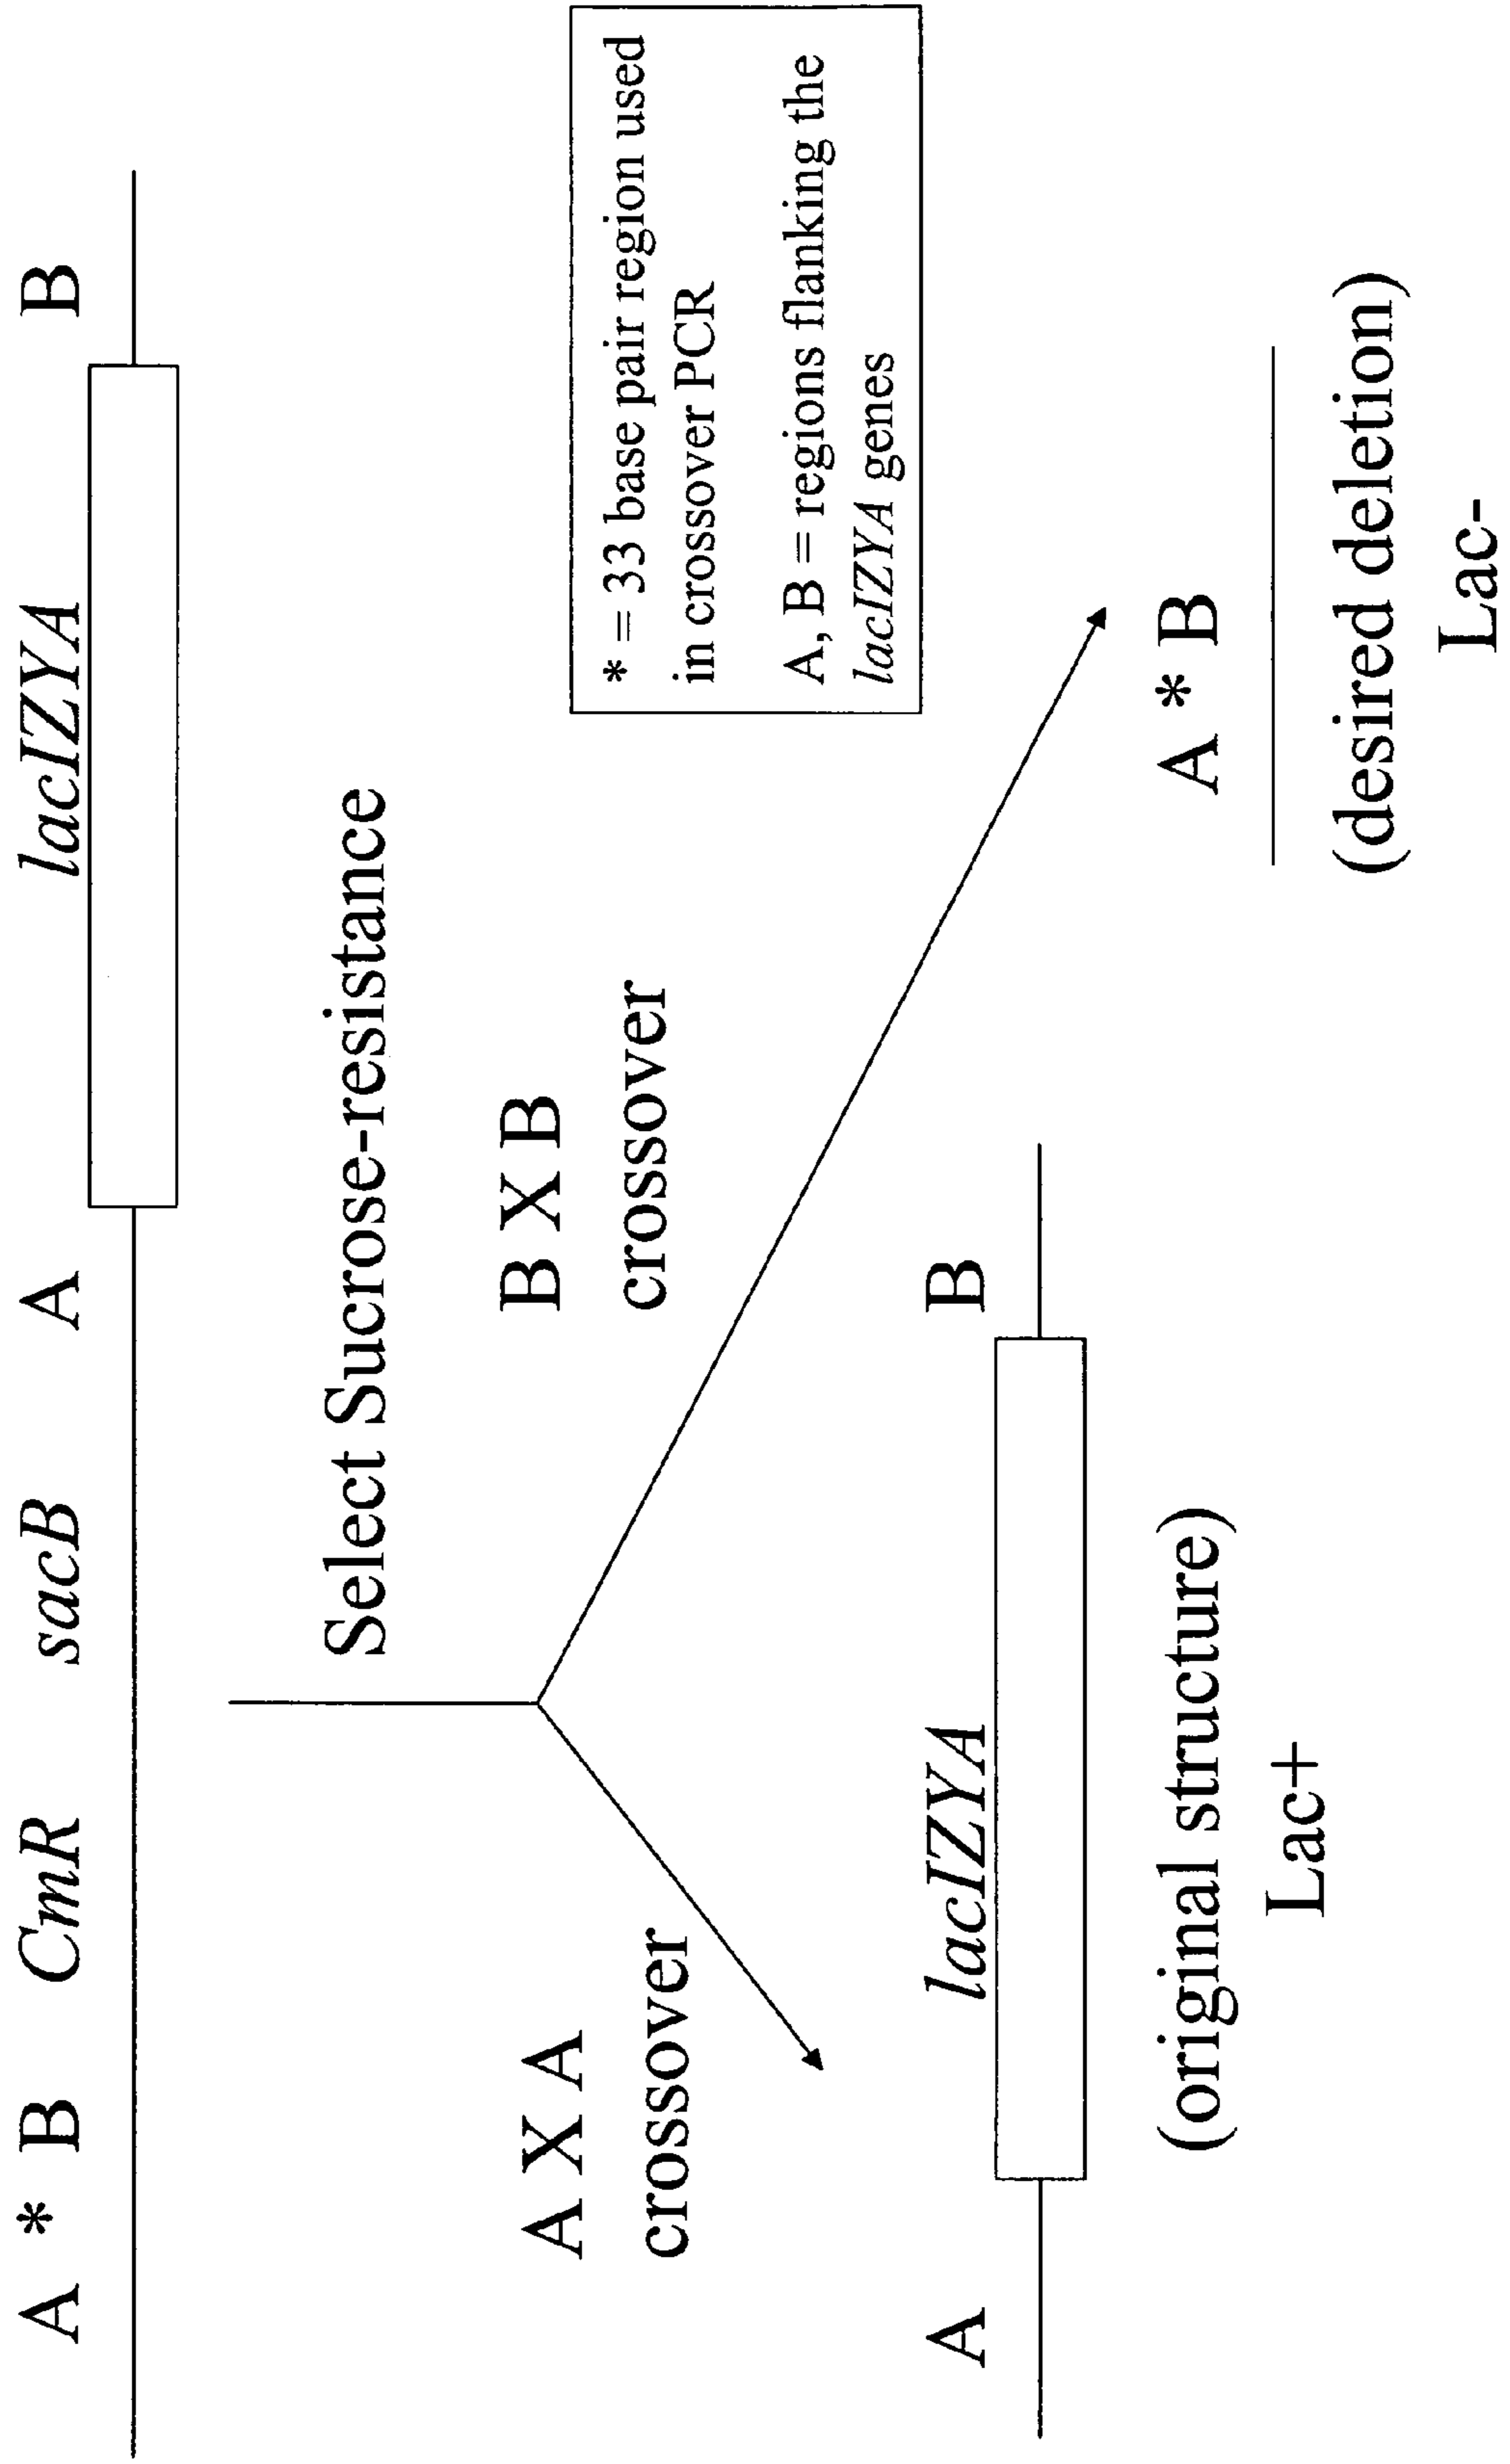 A * B CmR sacB A lacIZYA B
Select Sucrose-resistance
A X A
crossover
B X B
crossover
* = 33 base pair region used
in crossover PCR
A, B = regions flanking the
lacIZYA genes
A lacIZYA B
(original structure)
Lac+
A * B
(desired deletion)
Lac-